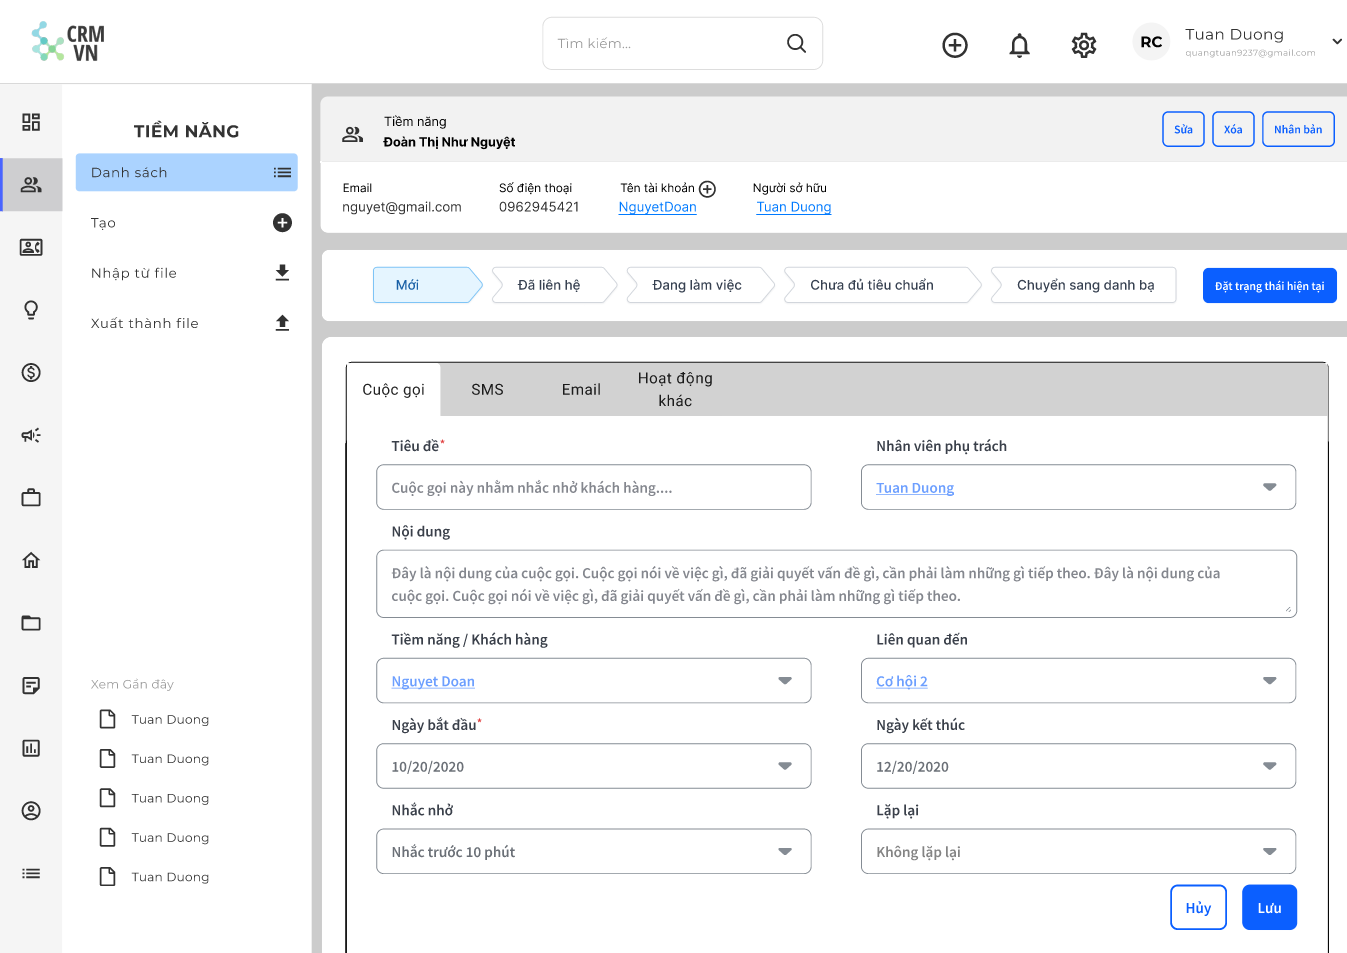 CRM
VN
Tìm kiếm...
RC
Tuan Duong
quangtuan9237@gmail.com
TIỀM NĂNG
Danh sách
Tạo
Nhập từ file
Xuất thành file
Xem Gần đây
Tuan Duong
Tuan Duong
Tuan Duong
Tuan Duong
Tuan Duong
Tiềm năng
Đoàn Thị Như Nguyệt
Sửa
Xóa
Nhân bản
Email
Số điện thoại
Tên tài khoản
Người sở hữu
nguyet@gmail.com
0962945421
NguyetDoan
Tuan Duong
Mới
Đã liên hệ
Đang làm việc
Chưa đủ tiêu chuẩn
Chuyển sang danh bạ
Đặt trạng thái hiện tại
Cuộc gọi
SMS
Email
Hoạt động
khác
Tiêu đề*
Nhân viên phụ trách
Cuộc gọi này nhằm nhắc nhở khách hàng....
Tuan Duong
Nội dung
Đây là nội dung của cuộc gọi. Cuộc gọi nói về việc gì, đã giải quyết vấn đề gì, cần phải làm những gì tiếp theo. Đây là nội dung của
cuộc gọi. Cuộc gọi nói về việc gì, đã giải quyết vấn đề gì, cần phải làm những gì tiếp theo.
Tiềm năng / Khách hàng
Liên quan đến
Nguyet Doan
Cơ hội 2
Ngày bắt đầu*
Ngày kết thúc
10/20/2020
12/20/2020
Nhắc nhở
Lặp lại
Nhắc trước 10 phút
Không lặp lại
Hủy
Lưu